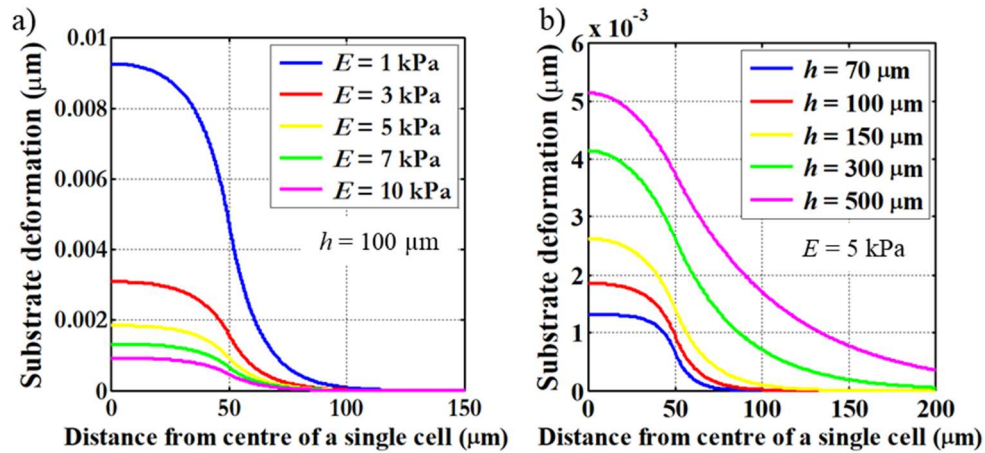 a)
Substrate deformation (μm)
0.01
0.008
0.006
0.004
0.002
0
E = 1 kPa
E = 3 kPa
E = 5 kPa
E = 7 kPa
E = 10 kPa
h = 100 μm
0 50 100 150
Distance from centre of a single cell (μm)
b)
x 10⁻³
Substrate deformation (μm)
6
5
4
3
2
1
0
h = 70 μm
h = 100 μm
h = 150 μm
h = 300 μm
h = 500 μm
E = 5 kPa
0 50 100 150 200
Distance from centre of a single cell (μm)